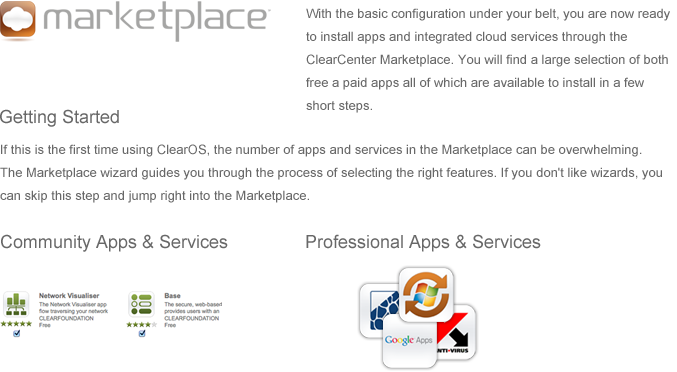 marketplace
With the basic configuration under your belt, you are now ready
to install apps and integrated cloud services through the
ClearCenter Marketplace. You will find a large selection of both
free a paid apps all of which are available to install in a few
short steps.
Getting Started
If this is the first time using ClearOS, the number of apps and services in the Marketplace can be overwhelming.
The Marketplace wizard guides you through the process of selecting the right features. If you don't like wizards, you
can skip this step and jump right into the Marketplace.
Community Apps & Services
Network Visualiser
The Network Visualiser app
flow traversing your network
CLEARFOUNDATION
Free
Base
The secure, web-based
provides users with an
CLEARFOUNDATION
Free
Professional Apps & Services
Google Apps
NTI-VIRUS